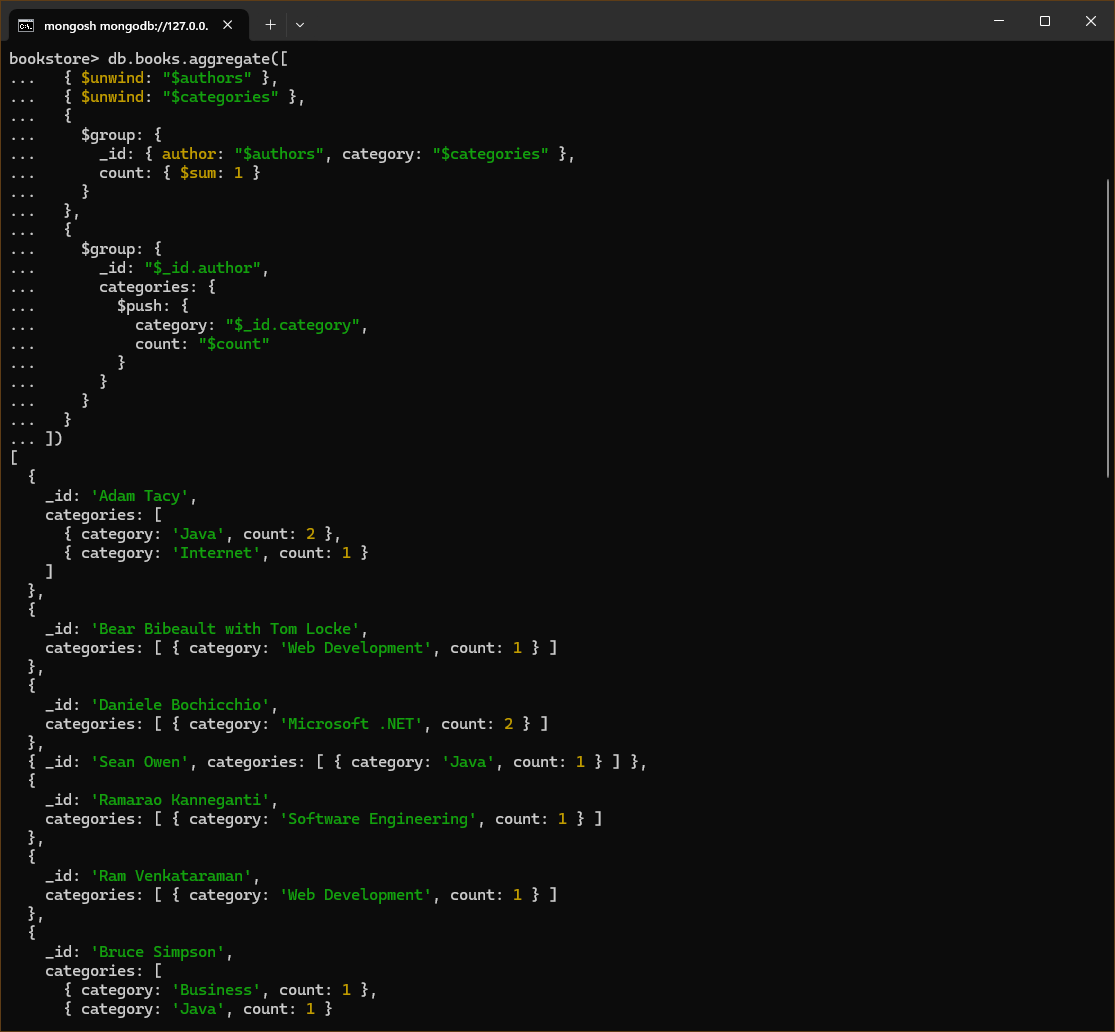 mongosh mongodb://127.0.0.
bookstore> db.books.aggregate([
...   { $unwind: "$authors" },
...   { $unwind: "$categories" },
...   {
...     $group: {
...       _id: { author: "$authors", category: "$categories" },
...       count: { $sum: 1 }
...     }
...   },
...   {
...     $group: {
...       _id: "$_id.author",
...       categories: {
...         $push: {
...           category: "$_id.category",
...           count: "$count"
...         }
...       }
...     }
...   }
... ])
[
  {
    _id: 'Adam Tacy',
    categories: [
      { category: 'Java', count: 2 },
      { category: 'Internet', count: 1 }
    ]
  },
  {
    _id: 'Bear Bibeault with Tom Locke',
    categories: [ { category: 'Web Development', count: 1 } ]
  },
  {
    _id: 'Daniele Bochicchio',
    categories: [ { category: 'Microsoft .NET', count: 2 } ]
  },
  { _id: 'Sean Owen', categories: [ { category: 'Java', count: 1 } ] },
  {
    _id: 'Ramarao Kanneganti',
    categories: [ { category: 'Software Engineering', count: 1 } ]
  },
  {
    _id: 'Ram Venkataraman',
    categories: [ { category: 'Web Development', count: 1 } ]
  },
  {
    _id: 'Bruce Simpson',
    categories: [
      { category: 'Business', count: 1 },
      { category: 'Java', count: 1 }